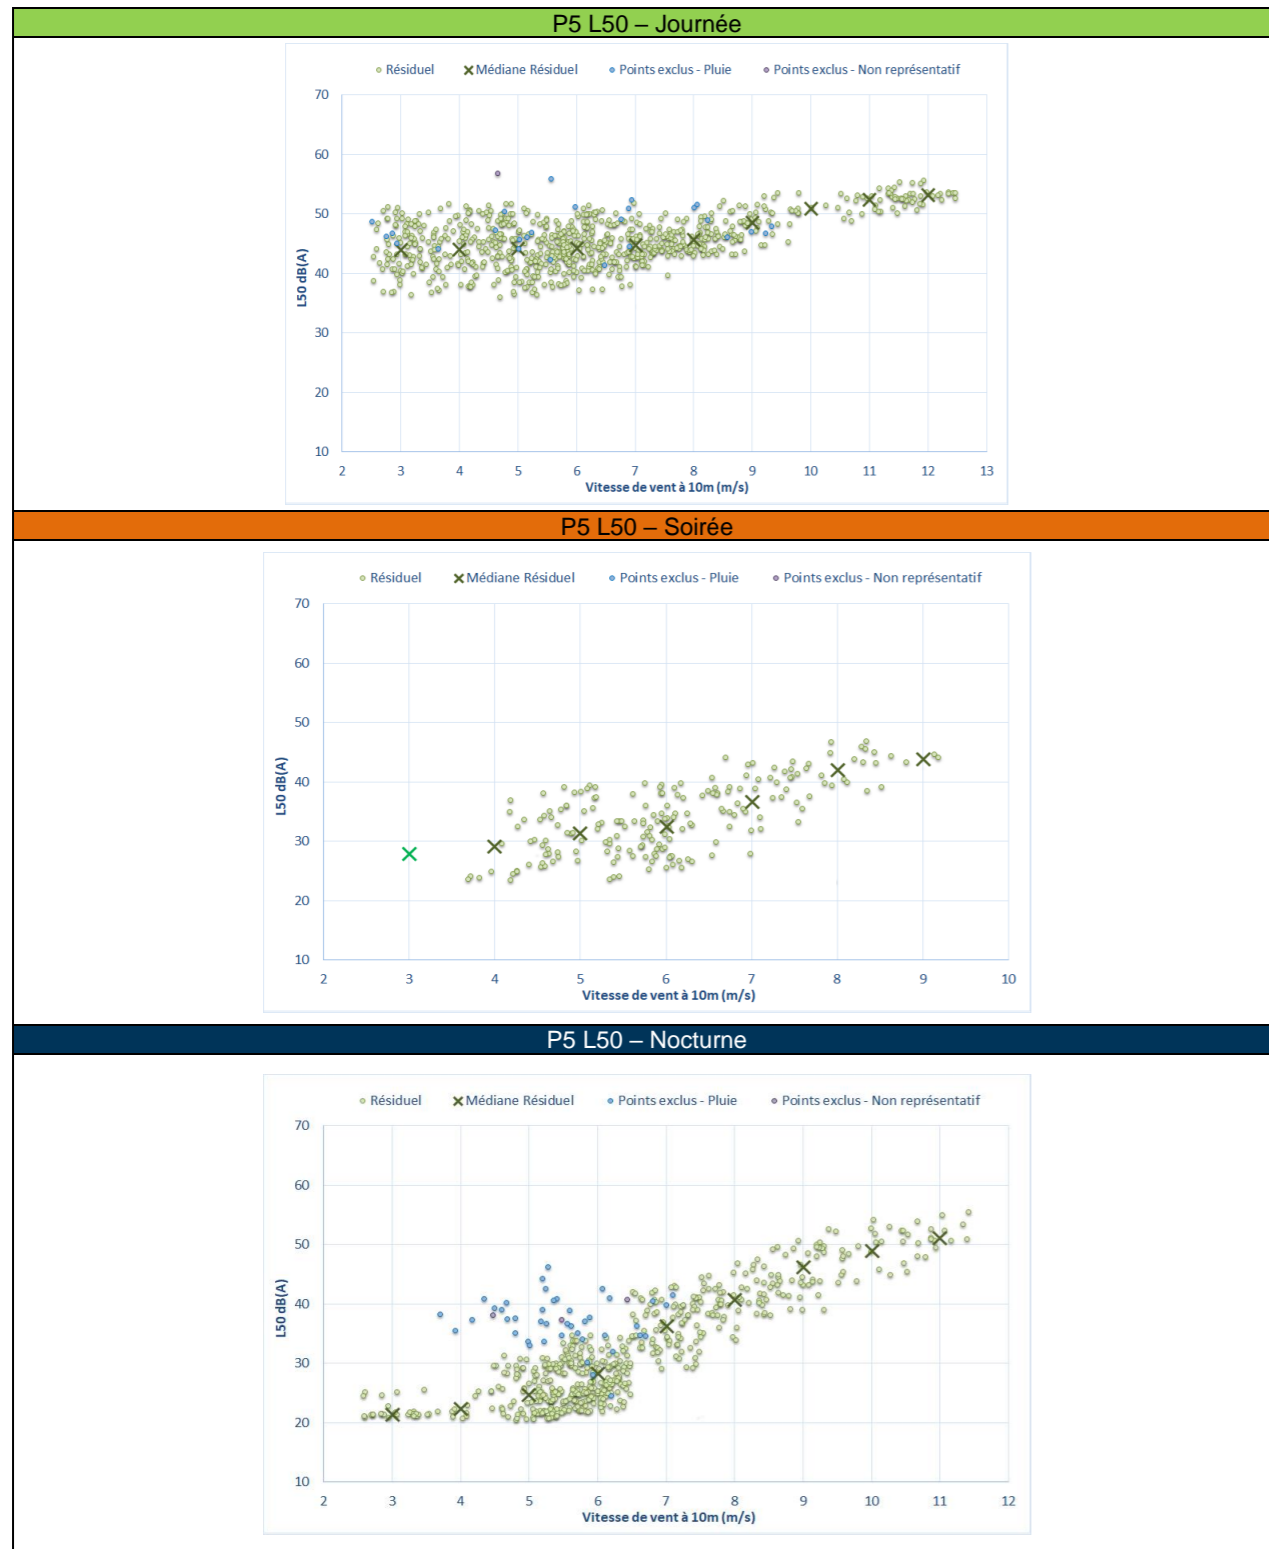 P5 L50 – Journée
Résiduel Médiane Résiduel Points exclus - Pluie Points exclus - Non représentatif
70
60
50
40
30
20
10
L50 dB(A)
2 3 4 5 6 7 8 9 10 11 12 13
Vitesse de vent à 10m (m/s)
P5 L50 – Soirée
Résiduel Médiane Résiduel Points exclus - Pluie Points exclus - Non représentatif
70
60
50
40
30
20
10
L50 dB(A)
2 3 4 5 6 7 8 9 10
Vitesse de vent à 10m (m/s)
P5 L50 – Nocturne
Résiduel Médiane Résiduel Points exclus - Pluie Points exclus - Non représentatif
70
60
50
40
30
20
10
L50 dB(A)
2 3 4 5 6 7 8 9 10 11 12
Vitesse de vent à 10m (m/s)